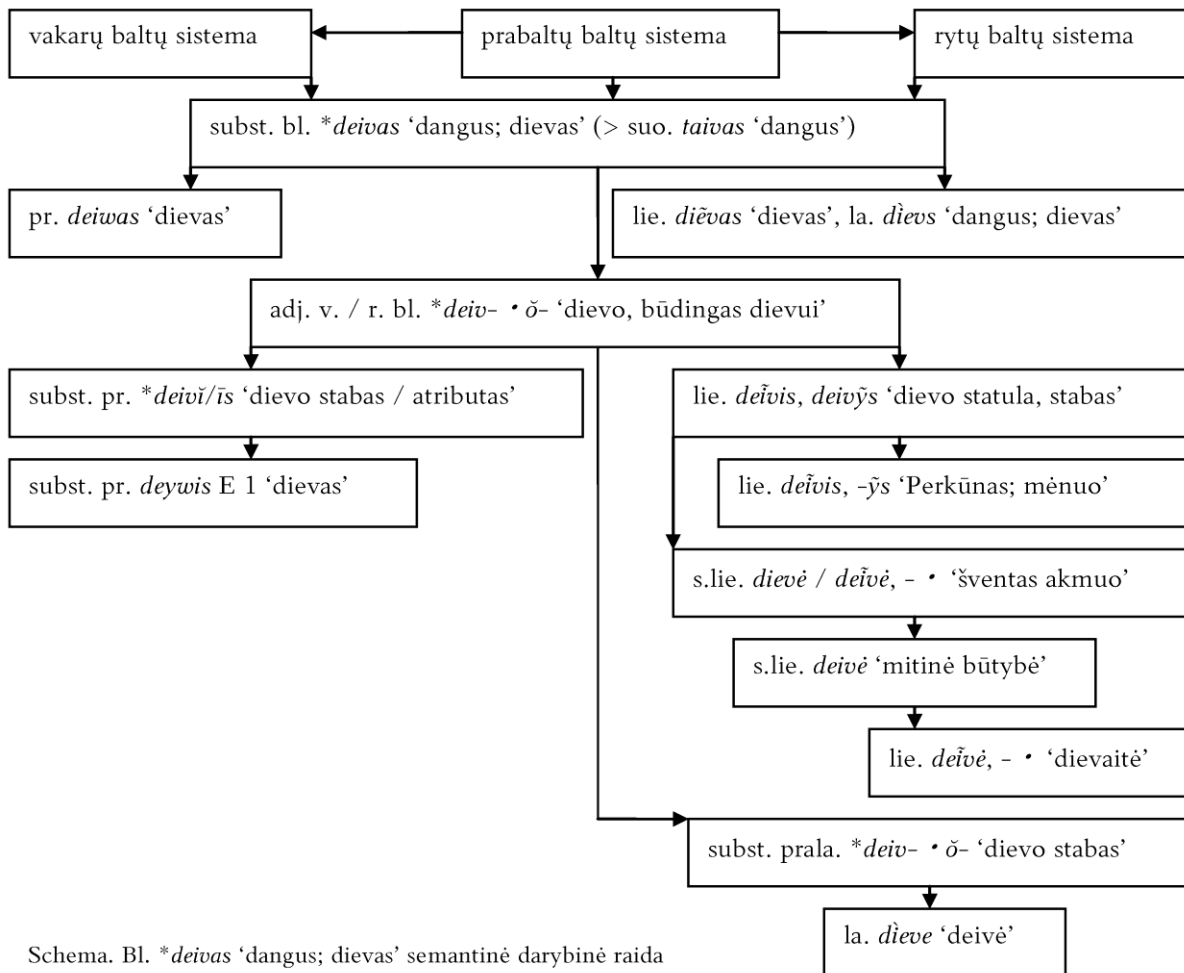 vakarų baltų sistema
prabaltų baltų sistema
rytų baltų sistema
subst. bl. *deivas ‘dangus; dievas’ (> suo. taivas ‘dangus’)
pr. deiwas ‘dievas’
lie. diẽvas ‘dievas’, la. dìevs ‘dangus; dievas’
adj. v. / r. bl. *deiv- • ŏ- ‘dievo, būdingas dievui’
subst. pr. *deivĭ/īs ‘dievo stabas / atributas’
lie. deĩvis, deivỹs ‘dievo statula, stabas’
subst. pr. deywis E 1 ‘dievas’
lie. deĩvis, -ỹs ‘Perkūnas; mėnuo’
s.lie. dievė / deĩvė, - • ‘šventas akmuo’
s.lie. deivė ‘mitinė būtybė’
lie. deĩvė, - • ‘dievaitė’
subst. prala. *deiv- • ŏ- ‘dievo stabas’
la. dìeve ‘deivė’
Schema. Bl. *deivas ‘dangus; dievas’ semantinė darybinė raida